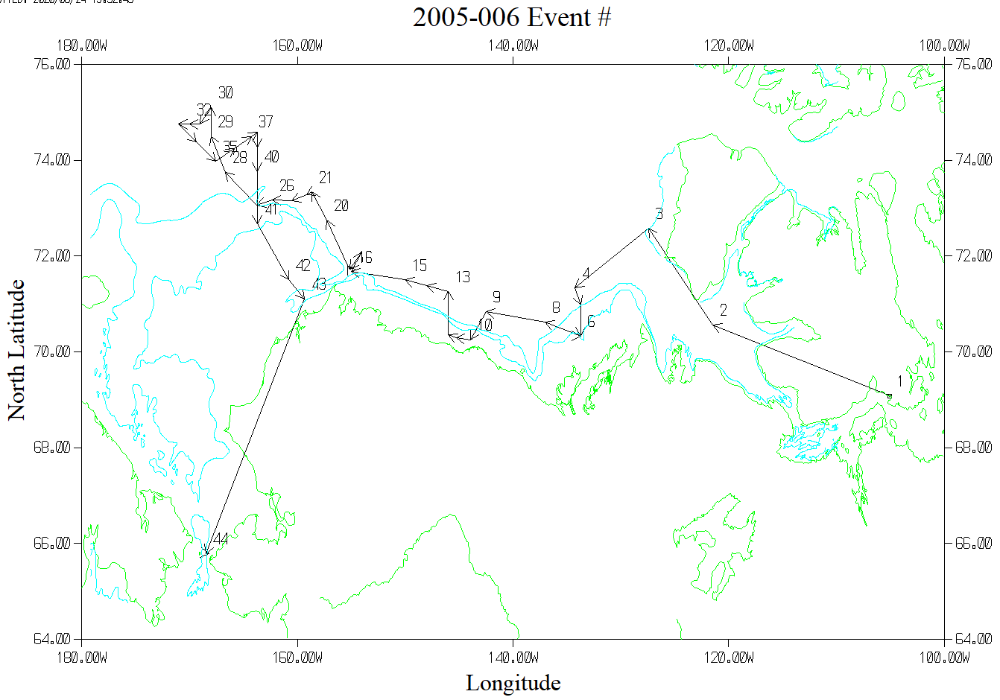 2005-006 Event #
180.00W 160.00W 140.00W 120.00W 100.00W
76.00 76.00
30
32 29 37
35 28 40 74.00 74.00
21
26
41 20 3
72.00 72.00
42 16 15 4
43 13
9 8 2
10 6
70.00 70.00
1
68.00 68.00
66.00 44 66.00
64.00 64.00
180.00W 160.00W 140.00W 120.00W 100.00W
North Latitude
Longitude